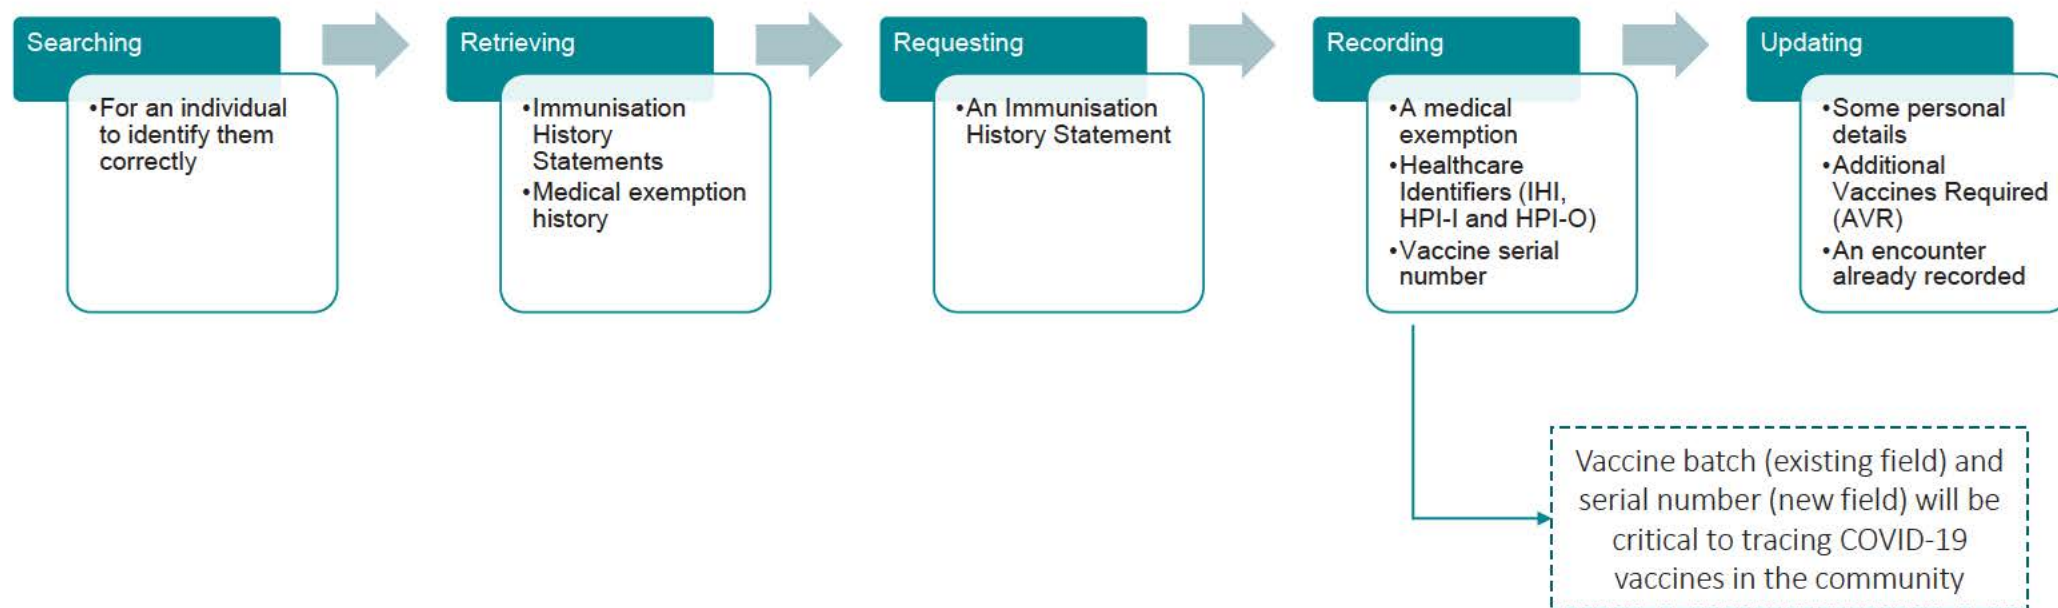 Searching
•For an individual
to identify them
correctly
Retrieving
•Immunisation
History
Statements
•Medical exemption
history
Requesting
•An Immunisation
History Statement
Recording
•A medical
exemption
•Healthcare
Identifiers (IHI,
HPI-I and HPI-O)
•Vaccine serial
number
Updating
•Some personal
details
•Additional
Vaccines Required
(AVR)
•An encounter
already recorded
Vaccine batch (existing field) and
serial number (new field) will be
critical to tracing COVID-19
vaccines in the community